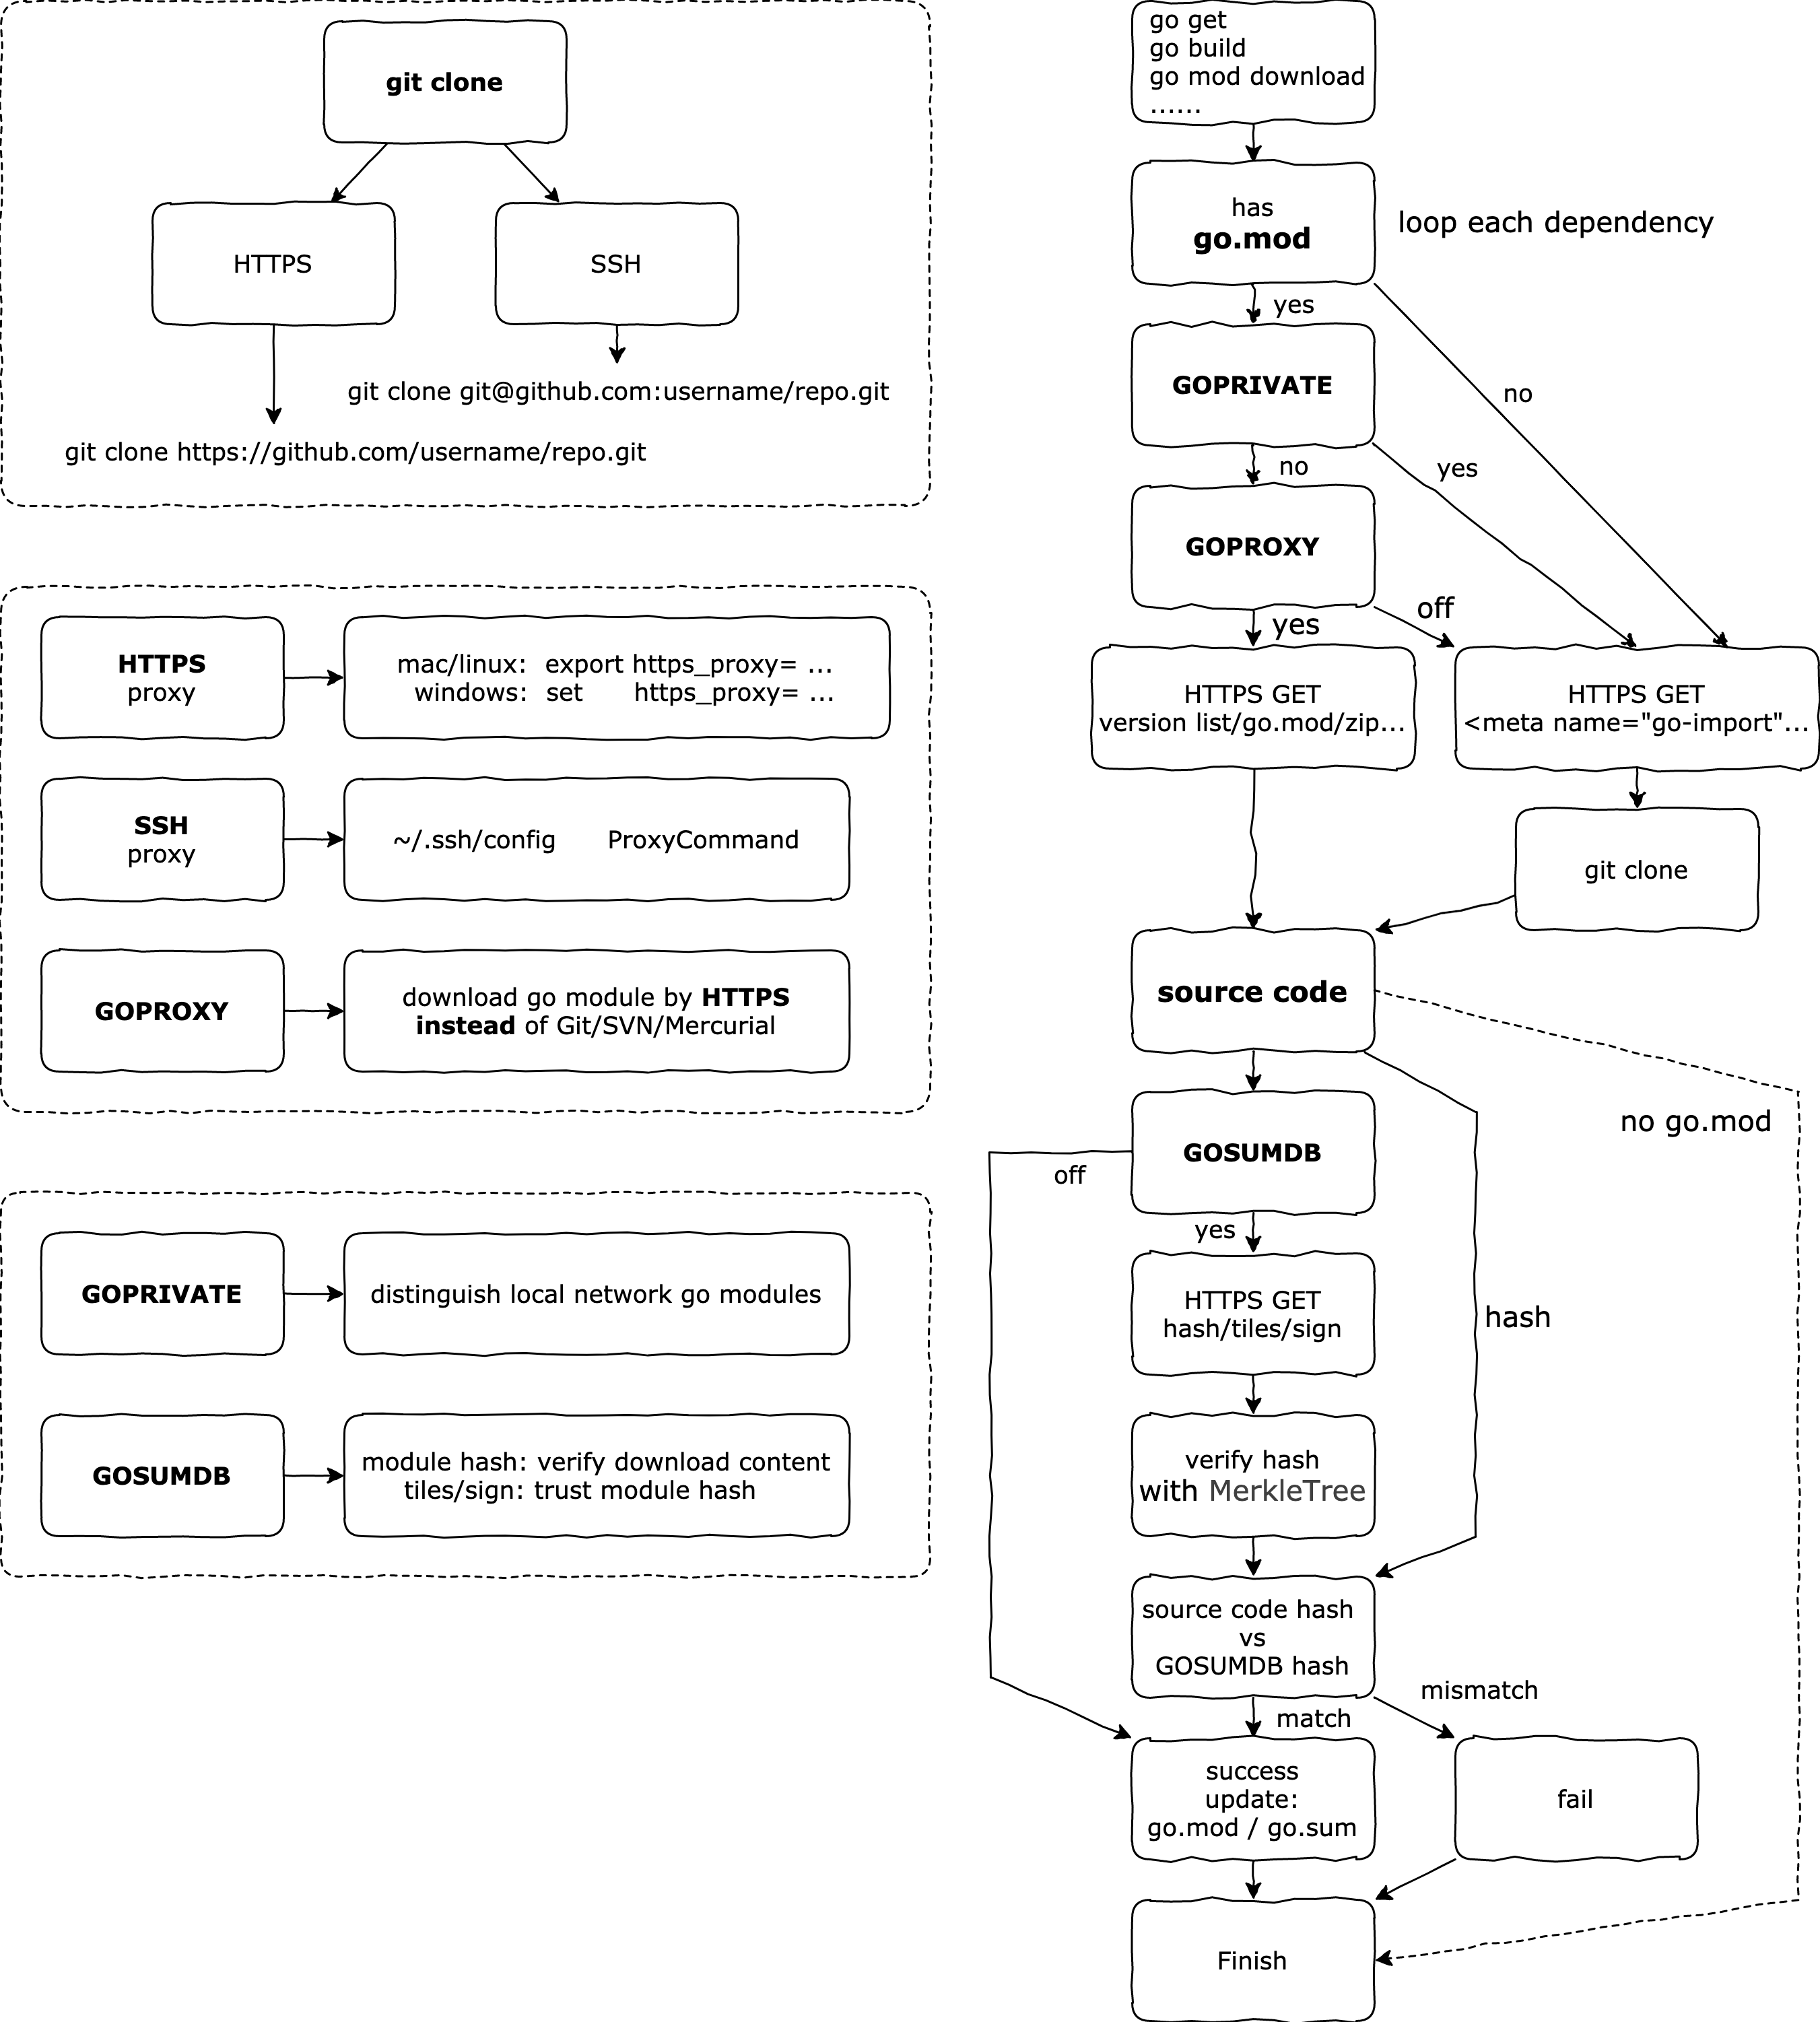 git clone
HTTPS
SSH
git clone git@github.com:username/repo.git
git clone https://github.com/username/repo.git
HTTPS
proxy
mac/linux: export https_proxy= ...
windows: set https_proxy= ...
SSH
proxy
~/.ssh/config ProxyCommand
GOPROXY
download go module by HTTPS
instead of Git/SVN/Mercurial
GOPRIVATE
distinguish local network go modules
GOSUMDB
module hash: verify download content
tiles/sign: trust module hash
go get
go build
go mod download
......
has
go.mod
loop each dependency
yes
no
GOPRIVATE
no
yes
GOPROXY
yes
off
HTTPS GET
version list/go.mod/zip...
HTTPS GET
<meta name="go-import"...
git clone
source code
no go.mod
GOSUMDB
off
yes
HTTPS GET
hash/tiles/sign
hash
verify hash
with MerkleTree
source code hash
vs
GOSUMDB hash
mismatch
match
success
update:
go.mod / go.sum
fail
Finish